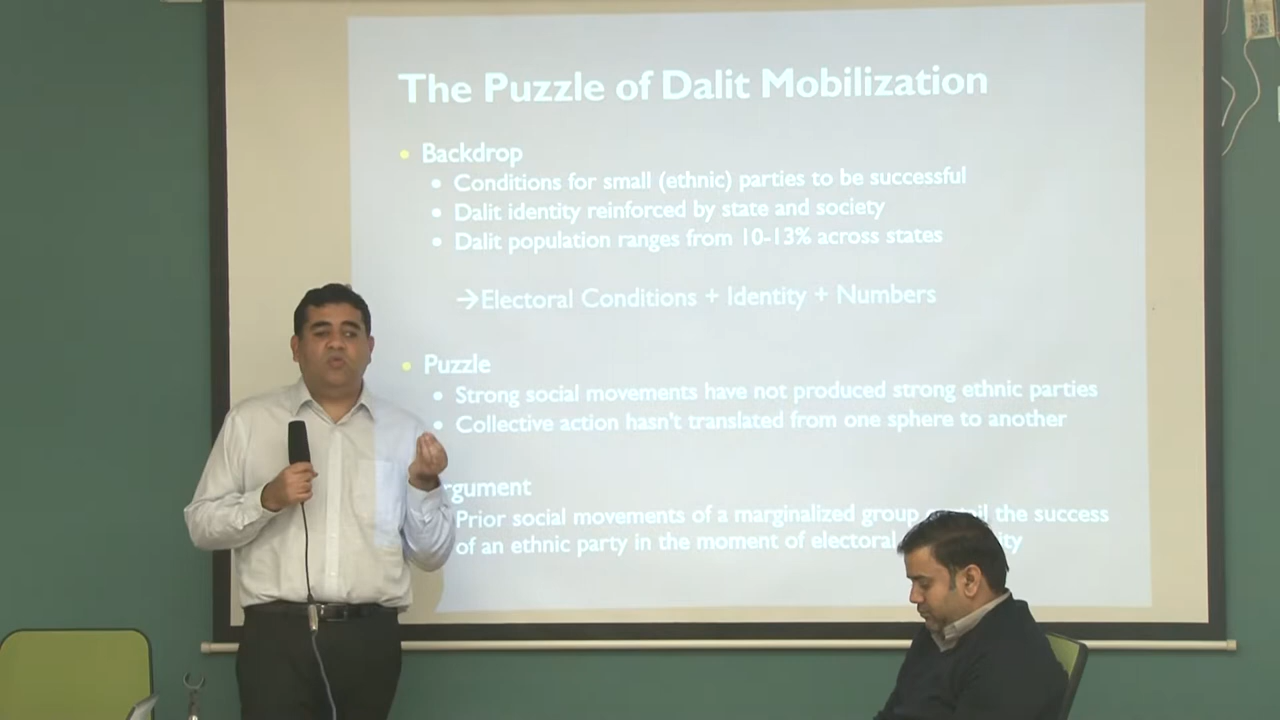 The Puzzle of Dalit Mobilization
Backdrop
Conditions for small (ethnic) parties to be successful
Dalit identity reinforced by state and society
Dalit population ranges from 10-13% across states
→Electoral Conditions + Identity + Numbers
Puzzle
Strong social movements have not produced strong ethnic parties
Collective action hasn't translated from one sphere to another
rgument
Prior social movements of a marginalized group the success
of an ethnic party in the moment of electoral